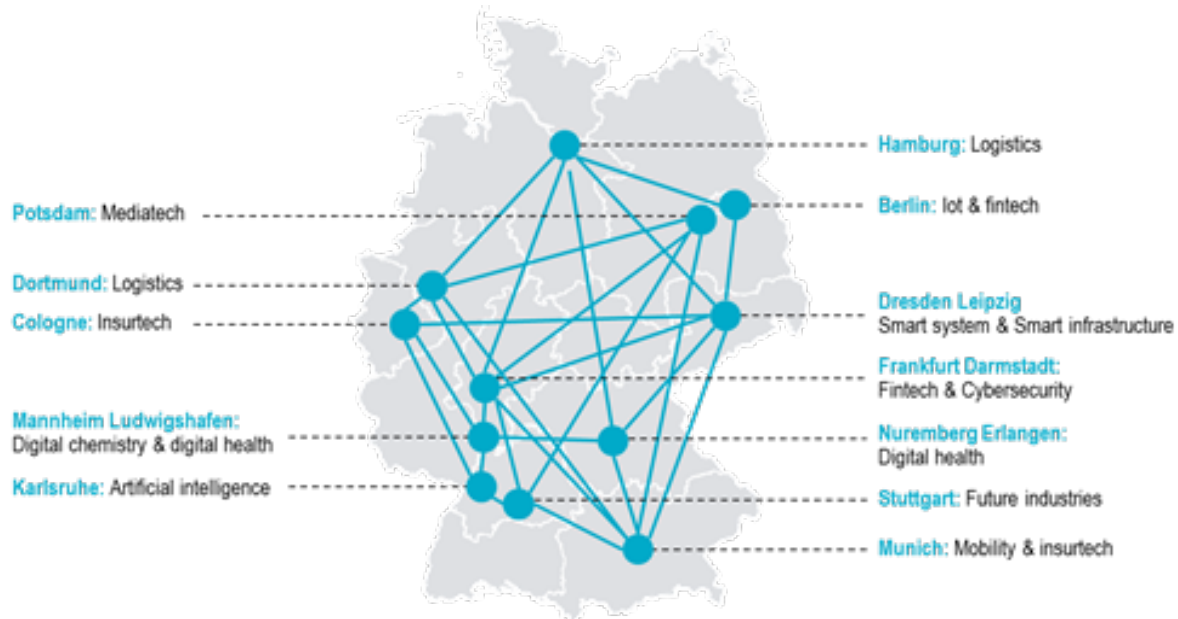 Potsdam: Mediatech
Dortmund: Logistics
Cologne: Insurtech
Mannheim Ludwigshafen:
Digital chemistry & digital health
Karlsruhe: Artificial intelligence
Hamburg: Logistics
Berlin: Iot & fintech
Dresden Leipzig
Smart system & Smart infrastructure
Frankfurt Darmstadt:
Fintech & Cybersecurity
Nuremberg Erlangen:
Digital health
Stuttgart: Future industries
Munich: Mobility & insurtech